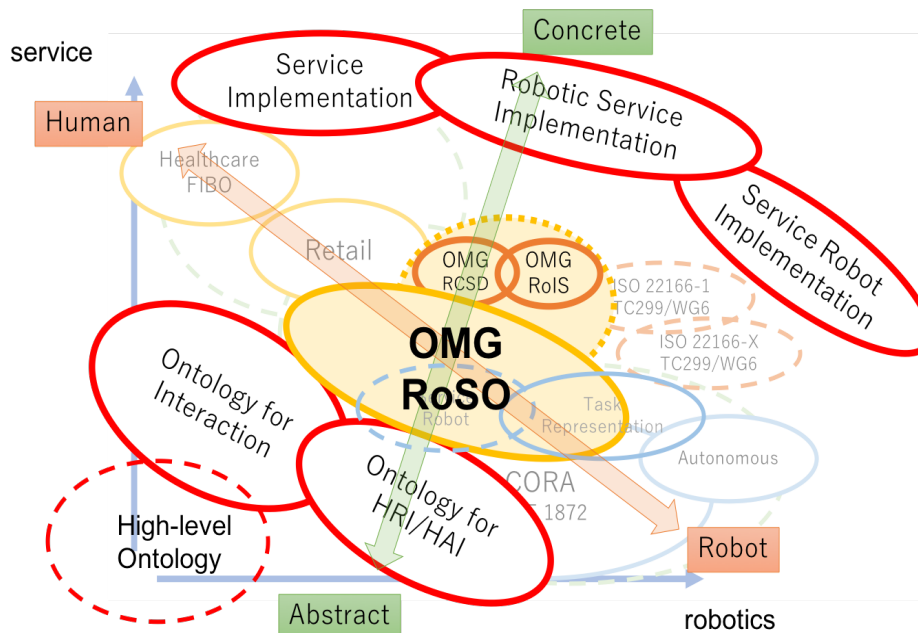 Concrete
service
Service
Implementation
Robotic Service
Implementation
Human
Healthcare
FIBO
Service Robot
Implementation
Retail
OMG
RCSD
OMG
RoIS
ISO 22166-1
TC299/WG6
ISO 22166-X
TC299/WG6
OMG
RoSO
Ontology for
Interaction
Robot
Task
Representation
Autonomous
Ontology for
HRI/HAI
CORA
1872
High-level
Ontology
Robot
Abstract
robotics